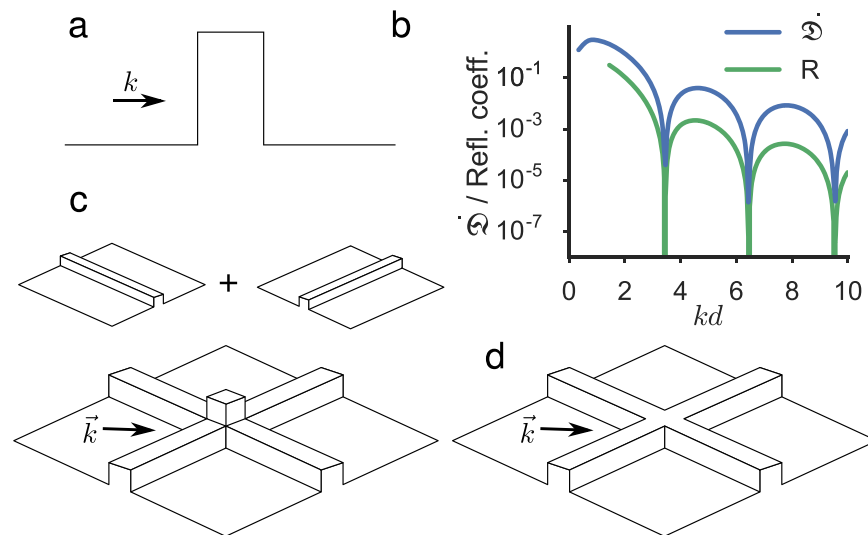 a
k
b
𝔇̇
R
𝔇̇ / Refl. coeff.
10⁻¹
10⁻³
10⁻⁵
10⁻⁷
0 2 4 6 8 10
kd
c
+
k⃗
d
k⃗